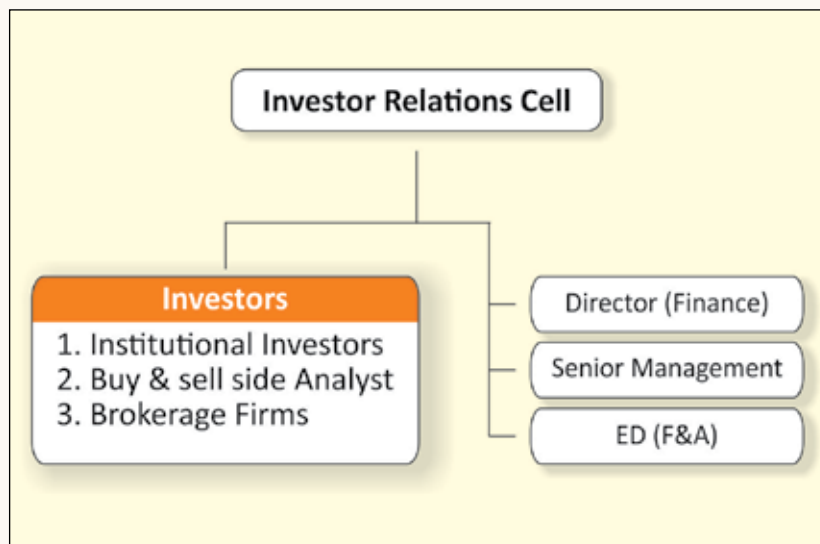 Investor Relations Cell
Investors
1. Institutional Investors
2. Buy & sell side Analyst
3. Brokerage Firms
Director (Finance)
Senior Management
ED (F&A)